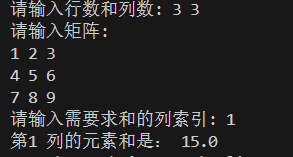 请输入行数和列数: 3 3
请输入矩阵:
1 2 3
4 5 6
7 8 9
请输入需要求和的列索引: 1
第1 列的元素和是： 15.0